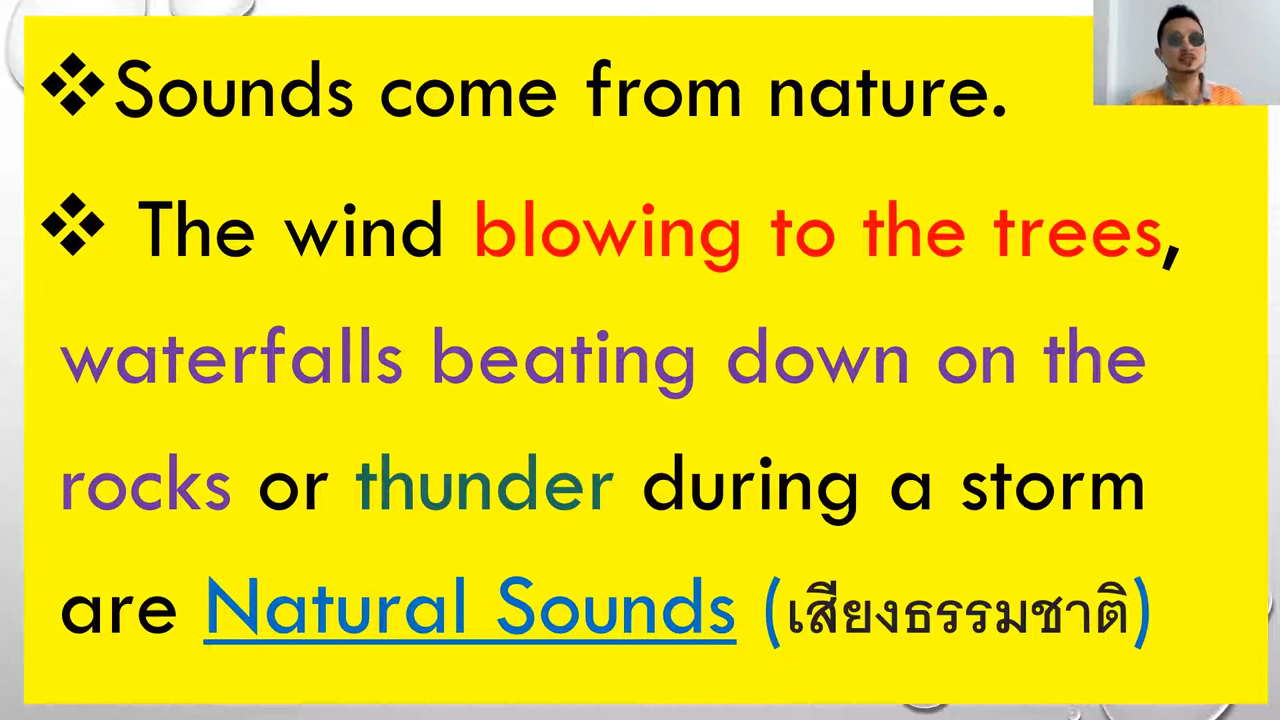 ❖Sounds come from nature.
❖ The wind blowing to the trees,
waterfalls beating down on the
rocks or thunder during a storm
are Natural Sounds (เสียงธรรมชาติ)